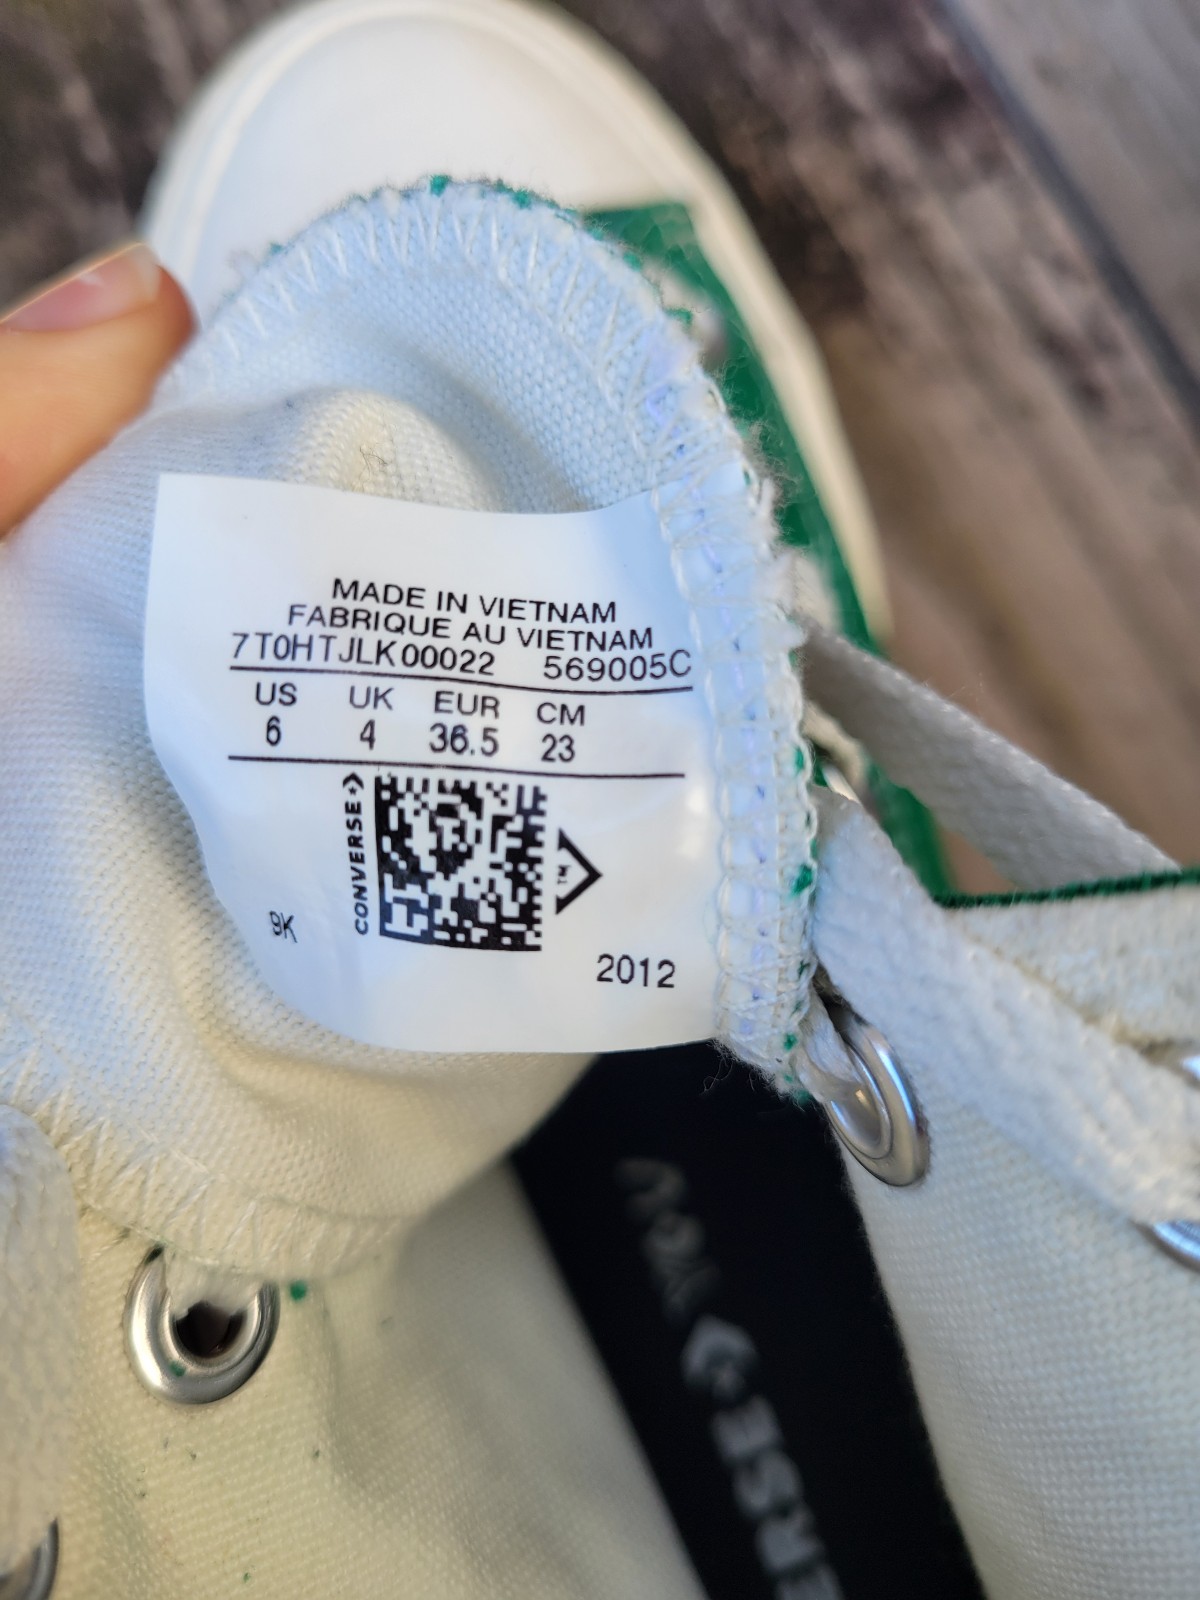 MADE IN VIETNAM
FABRIQUE AU VIETNAM
7T0HTJLK00022 569005C
US UK EUR CM
6 4 36.5 23
CONVERSE
TM
9K
2012